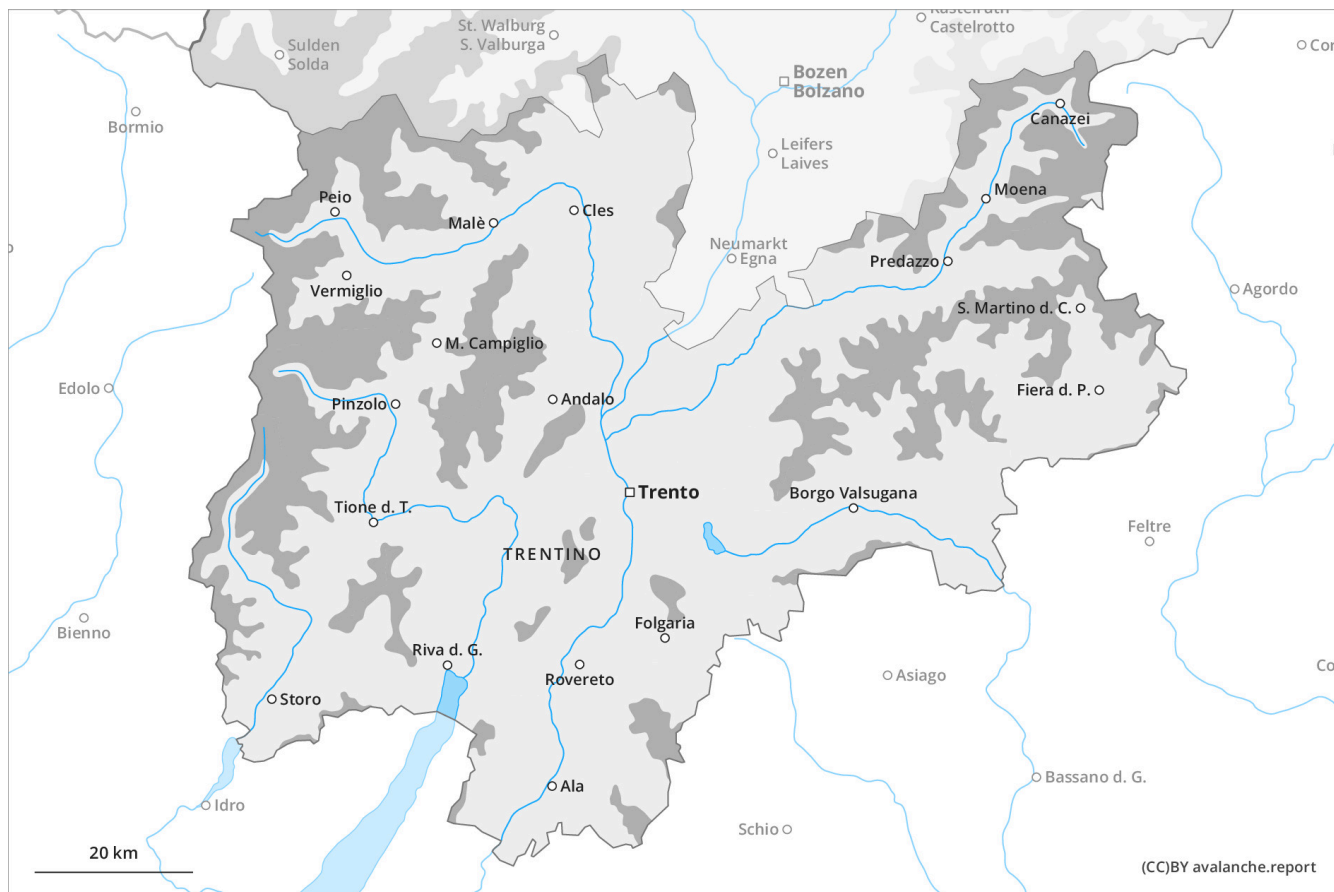 Kastelruth
Castelrotto
St. Walburg
S. Valburga
Sulden
Solda
Cor
Bozen
Bolzano
Bormio
Canazei
Leifers
Laives
Moena
Peio
Malè
Cles
Neumarkt
Egna
Predazzo
Vermiglio
Agordo
S. Martino d. C.
M. Campiglio
Edolo
Pinzolo
Andalo
Fiera d. P.
Trento
Borgo Valsugana
Tione d. T.
Feltre
TRENTINO
Bienno
Folgaria
Riva d. G.
Rovereto
Asiago
Co
Storo
Idro
Ala
Bassano d. G.
Schio
20 km
(CC)BY avalanche.report